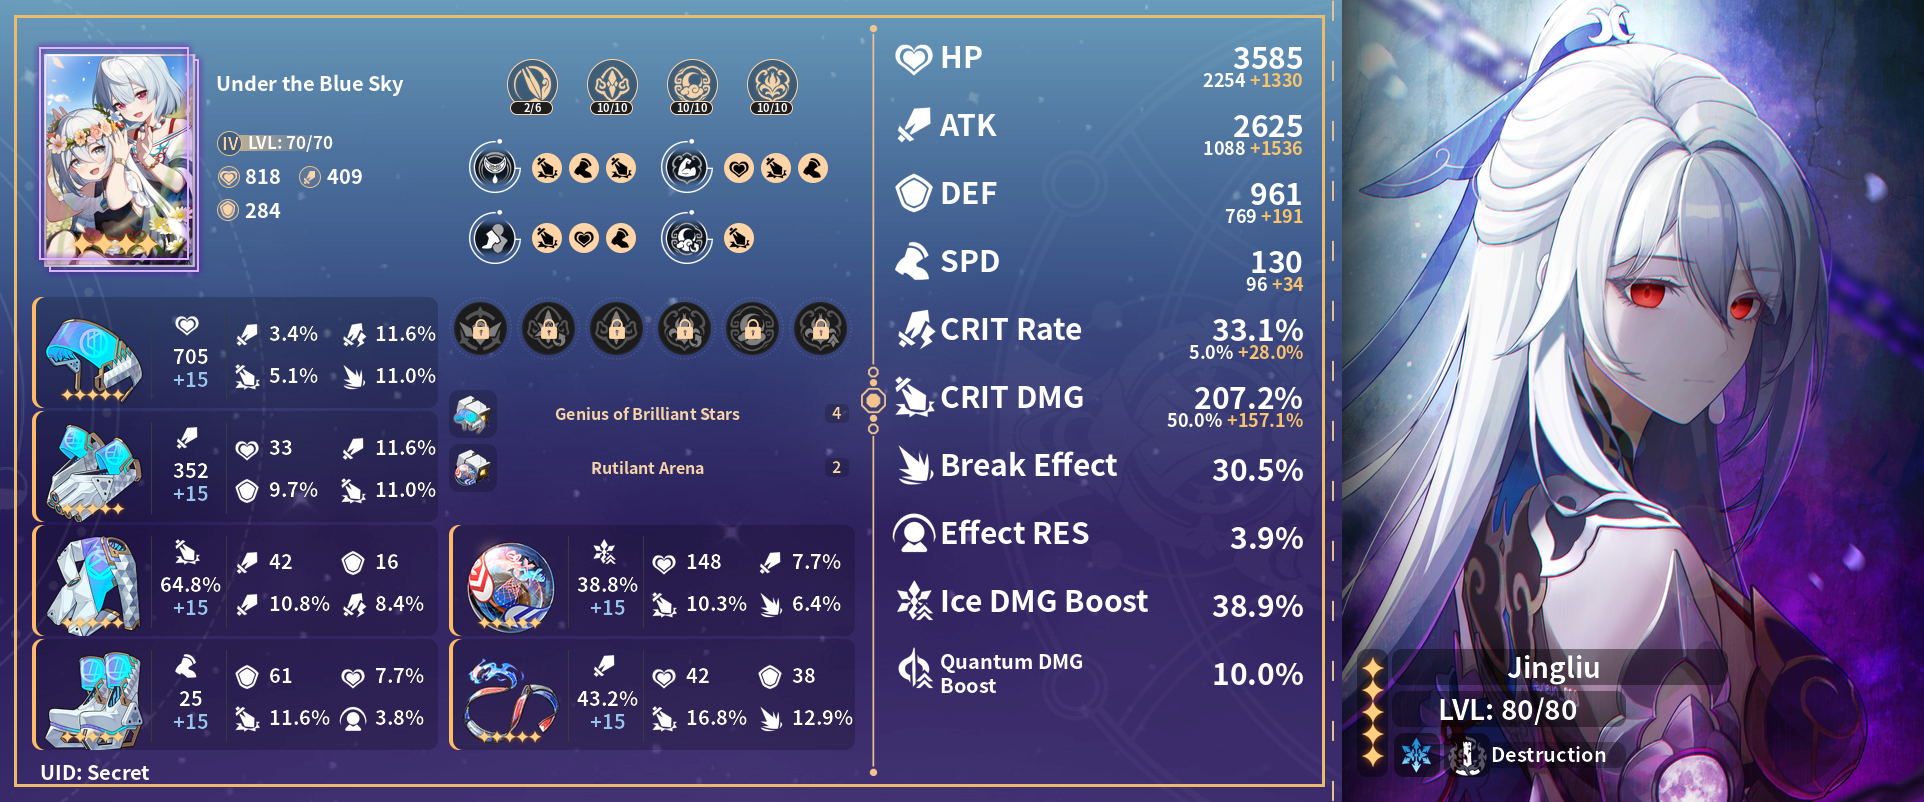 Under the Blue Sky
IV LVL: 70/70
818 409
284
2/6 10/10 10/10 10/10
705
+15
3.4% 11.6%
5.1% 11.0%
352
+15
33 11.6%
9.7% 11.0%
64.8%
+15
42 16
10.8% 8.4%
25
+15
61 7.7%
11.6% 3.8%
Genius of Brilliant Stars 4
Rutilant Arena 2
38.8%
+15
148 7.7%
10.3% 6.4%
43.2%
+15
42 38
16.8% 12.9%
UID: Secret
HP 3585
2254 +1330
ATK 2625
1088 +1536
DEF 961
769 +191
SPD 130
96 +34
CRIT Rate 33.1%
5.0% +28.0%
CRIT DMG 207.2%
50.0% +157.1%
Break Effect 30.5%
Effect RES 3.9%
Ice DMG Boost 38.9%
Quantum DMG
Boost 10.0%
Jingliu
LVL: 80/80
Destruction